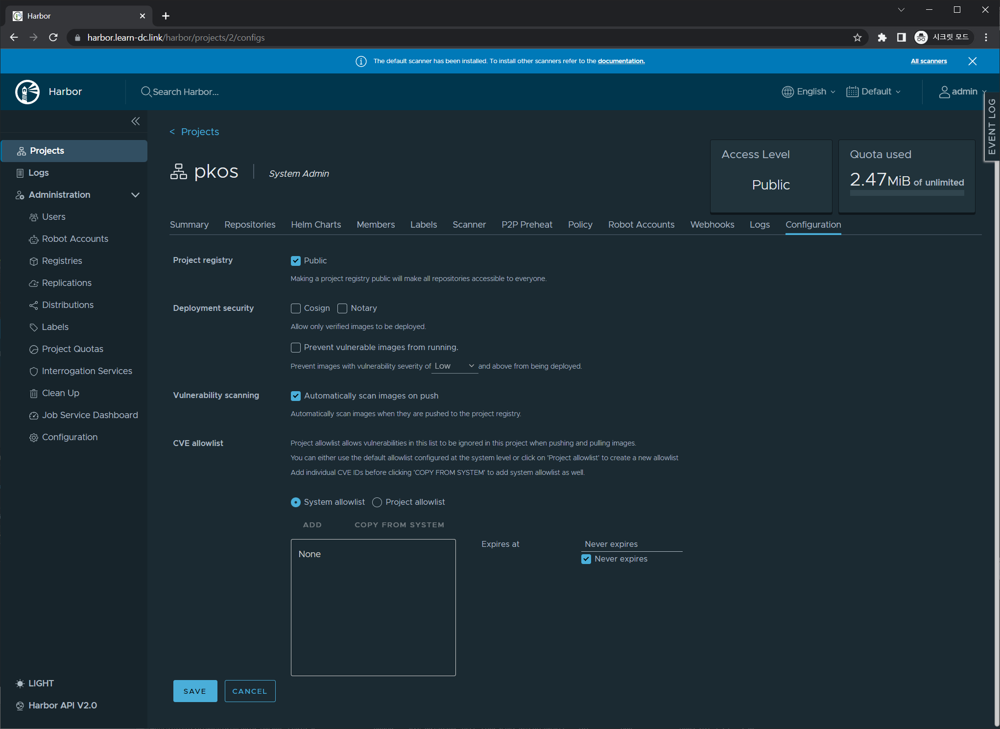 Harbor
harbor.learn-dc.link/harbor/projects/2/configs
시크릿 모드
The default scanner has been installed. To install other scanners refer to the documentation.
All scanners
Harbor
Search Harbor...
English
Default
admin
EVENT LOG
Projects
Logs
Administration
Users
Robot Accounts
Registries
Replications
Distributions
Labels
Project Quotas
Interrogation Services
Clean Up
Job Service Dashboard
Configuration
LIGHT
Harbor API V2.0
< Projects
pkos
System Admin
Access Level
Public
Quota used
2.47MiB of unlimited
Summary Repositories Helm Charts Members Labels Scanner P2P Preheat Policy Robot Accounts Webhooks Logs Configuration
Project registry
Public
Making a project registry public will make all repositories accessible to everyone.
Deployment security
Cosign Notary
Allow only verified images to be deployed.
Prevent vulnerable images from running.
Prevent images with vulnerability severity of Low and above from being deployed.
Vulnerability scanning
Automatically scan images on push
Automatically scan images when they are pushed to the project registry.
CVE allowlist
Project allowlist allows vulnerabilities in this list to be ignored in this project when pushing and pulling images.
You can either use the default allowlist configured at the system level or click on 'Project allowlist' to create a new allowlist
Add individual CVE IDs before clicking 'COPY FROM SYSTEM' to add system allowlist as well.
System allowlist Project allowlist
ADD COPY FROM SYSTEM
None
Expires at
Never expires
Never expires
SAVE CANCEL